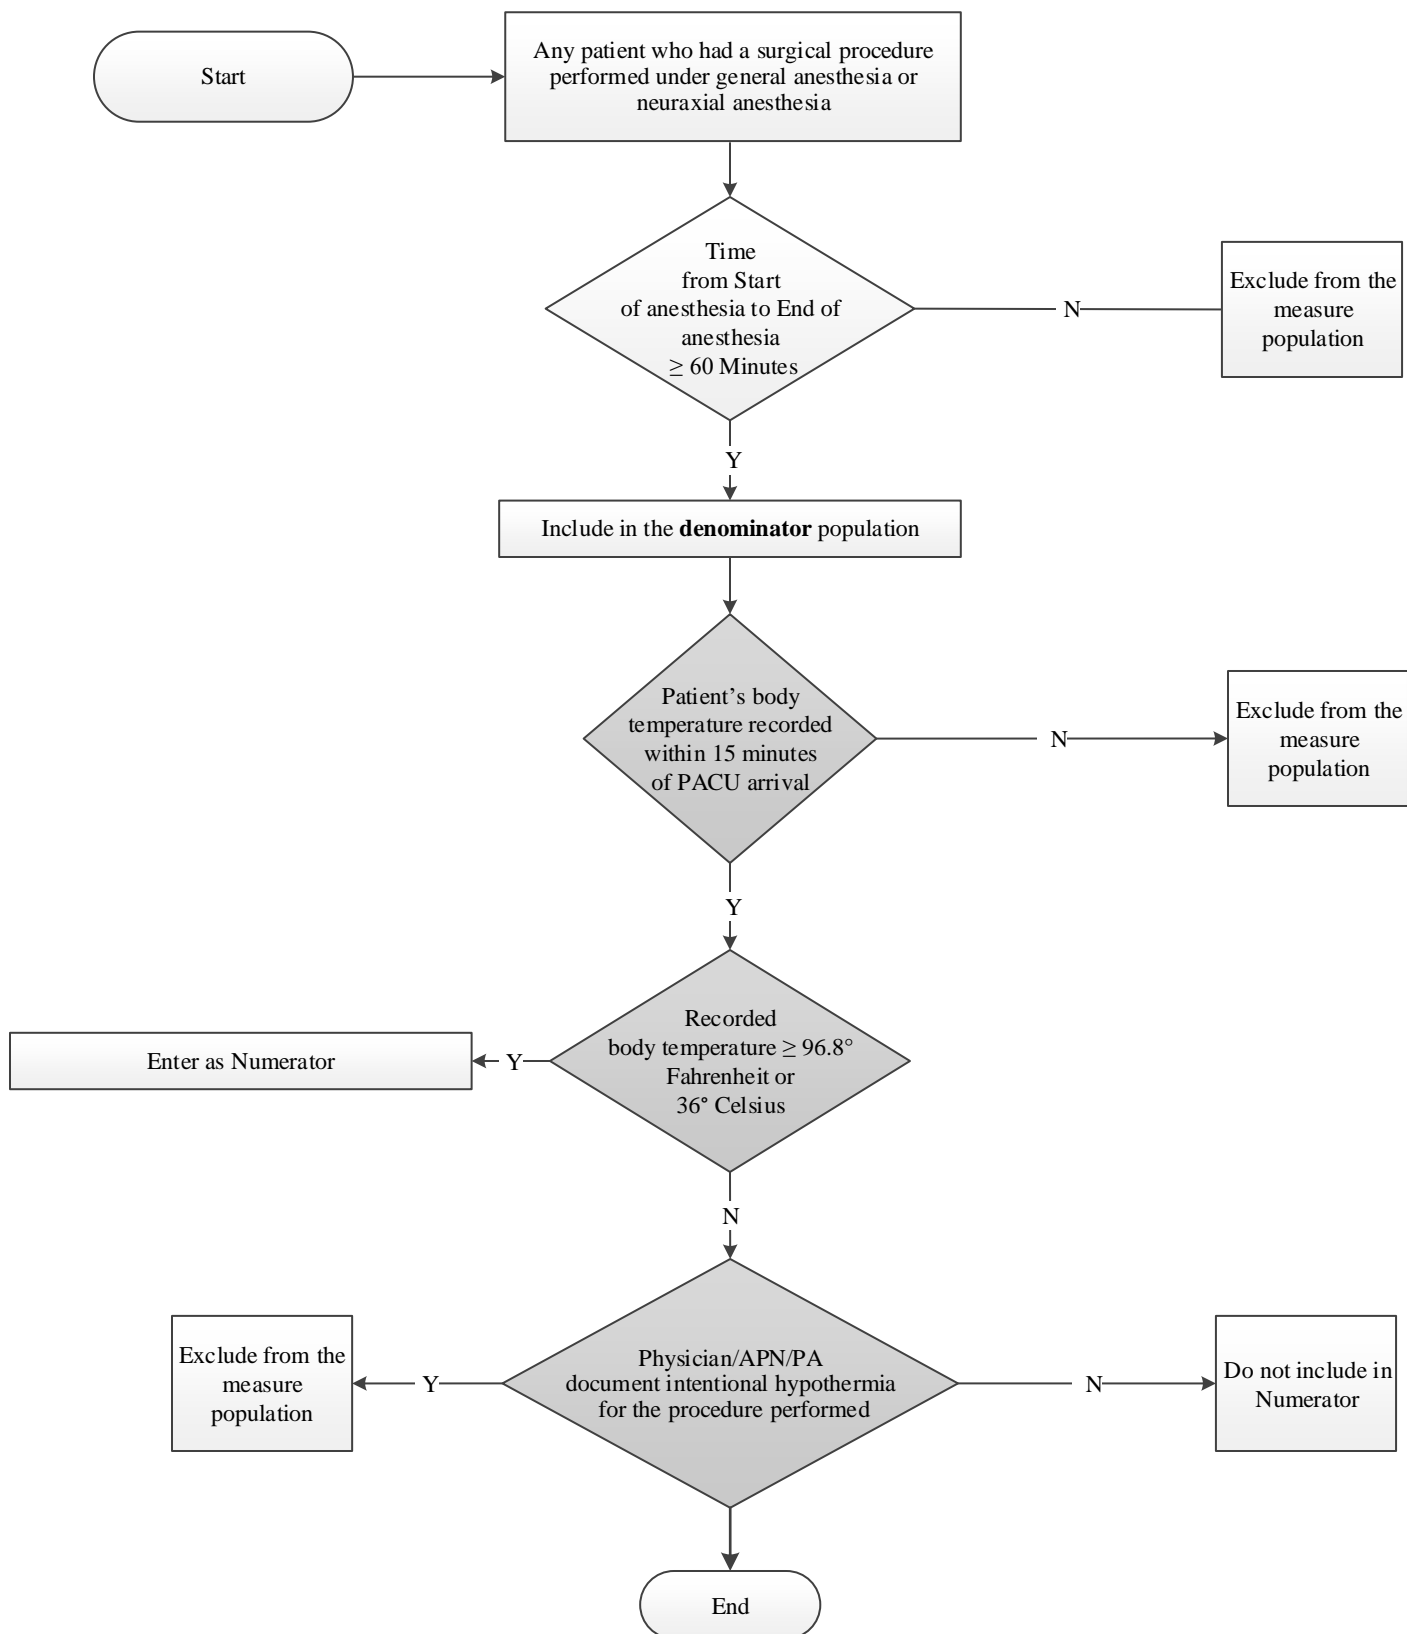 Start
Any patient who had a surgical procedure
performed under general anesthesia or
neuraxial anesthesia
Time
from Start
of anesthesia to End of
anesthesia
≥ 60 Minutes
N
Exclude from the
measure
population
Y
Include in the denominator population
Patient’s body
temperature recorded
within 15 minutes
of PACU arrival
N
Exclude from the
measure
population
Y
Recorded
body temperature ≥ 96.8°
Fahrenheit or
36° Celsius
Y
Enter as Numerator
N
Physician/APN/PA
document intentional hypothermia
for the procedure performed
Y
Exclude from the
measure
population
N
Do not include in
Numerator
End